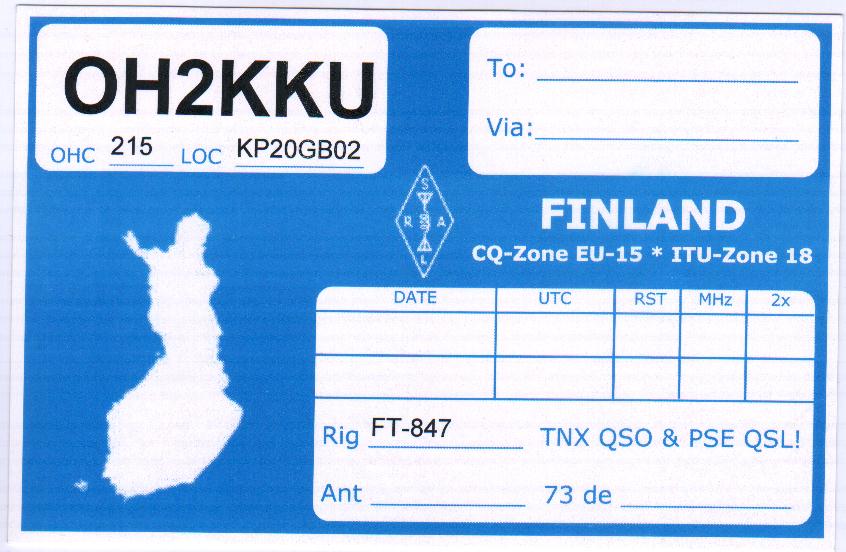 OH2KKU
OHC 215 LOC KP20GB02
To:
Via:
S
R A
L
FINLAND
CQ-Zone EU-15 * ITU-Zone 18
DATE UTC RST MHz 2x
Rig FT-847 TNX QSO & PSE QSL!
Ant 73 de